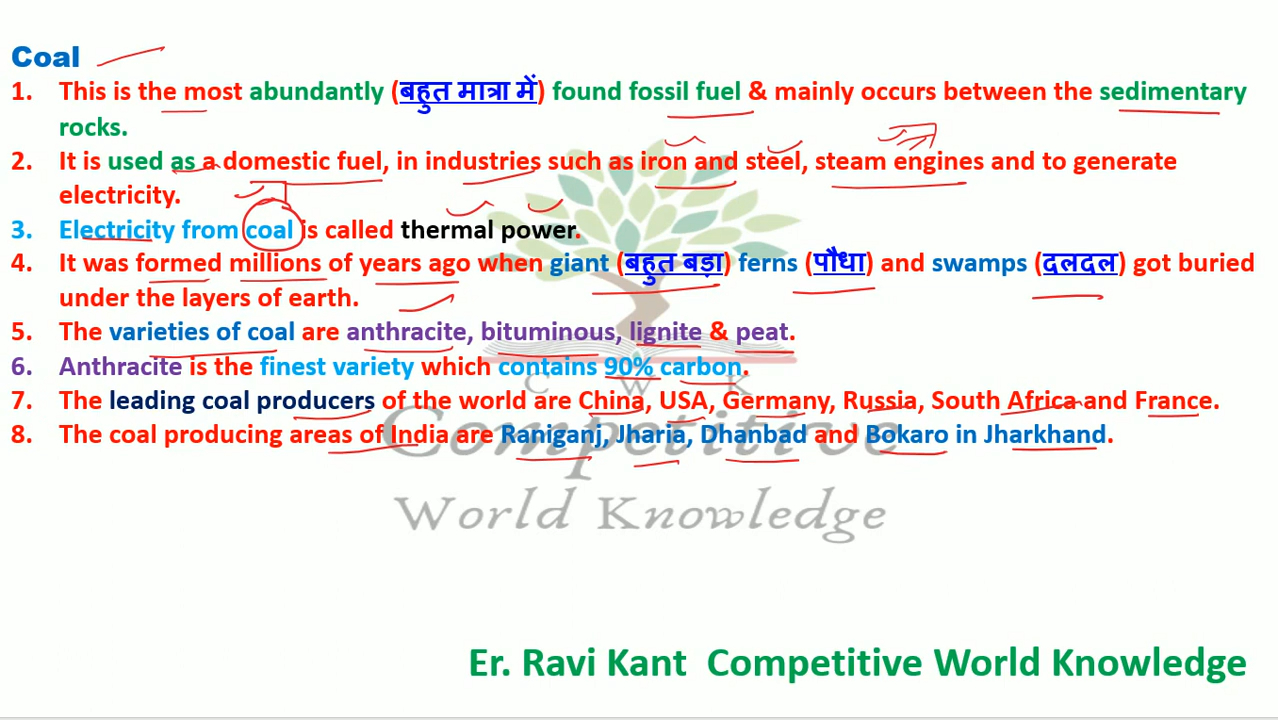 Coal
1. This is the most abundantly (बहुत मात्रा में) found fossil fuel & mainly occurs between the sedimentary
rocks.
2. It is used as a domestic fuel, in industries such as iron and steel, steam engines and to generate
electricity.
3. Electricity from coal is called thermal power.
4. It was formed millions of years ago when giant (बहुत बड़ा) ferns (पौधा) and swamps (दलदल) got buried
under the layers of earth.
5. The varieties of coal are anthracite, bituminous, lignite & peat.
6. Anthracite is the finest variety which contains 90% carbon.
7. The leading coal producers of the world are China, USA, Germany, Russia, South Africa and France.
8. The coal producing areas of India are Raniganj, Jharia, Dhanbad and Bokaro in Jharkhand.
C W K
Competitive
World Knowledge
Er. Ravi Kant Competitive World Knowledge